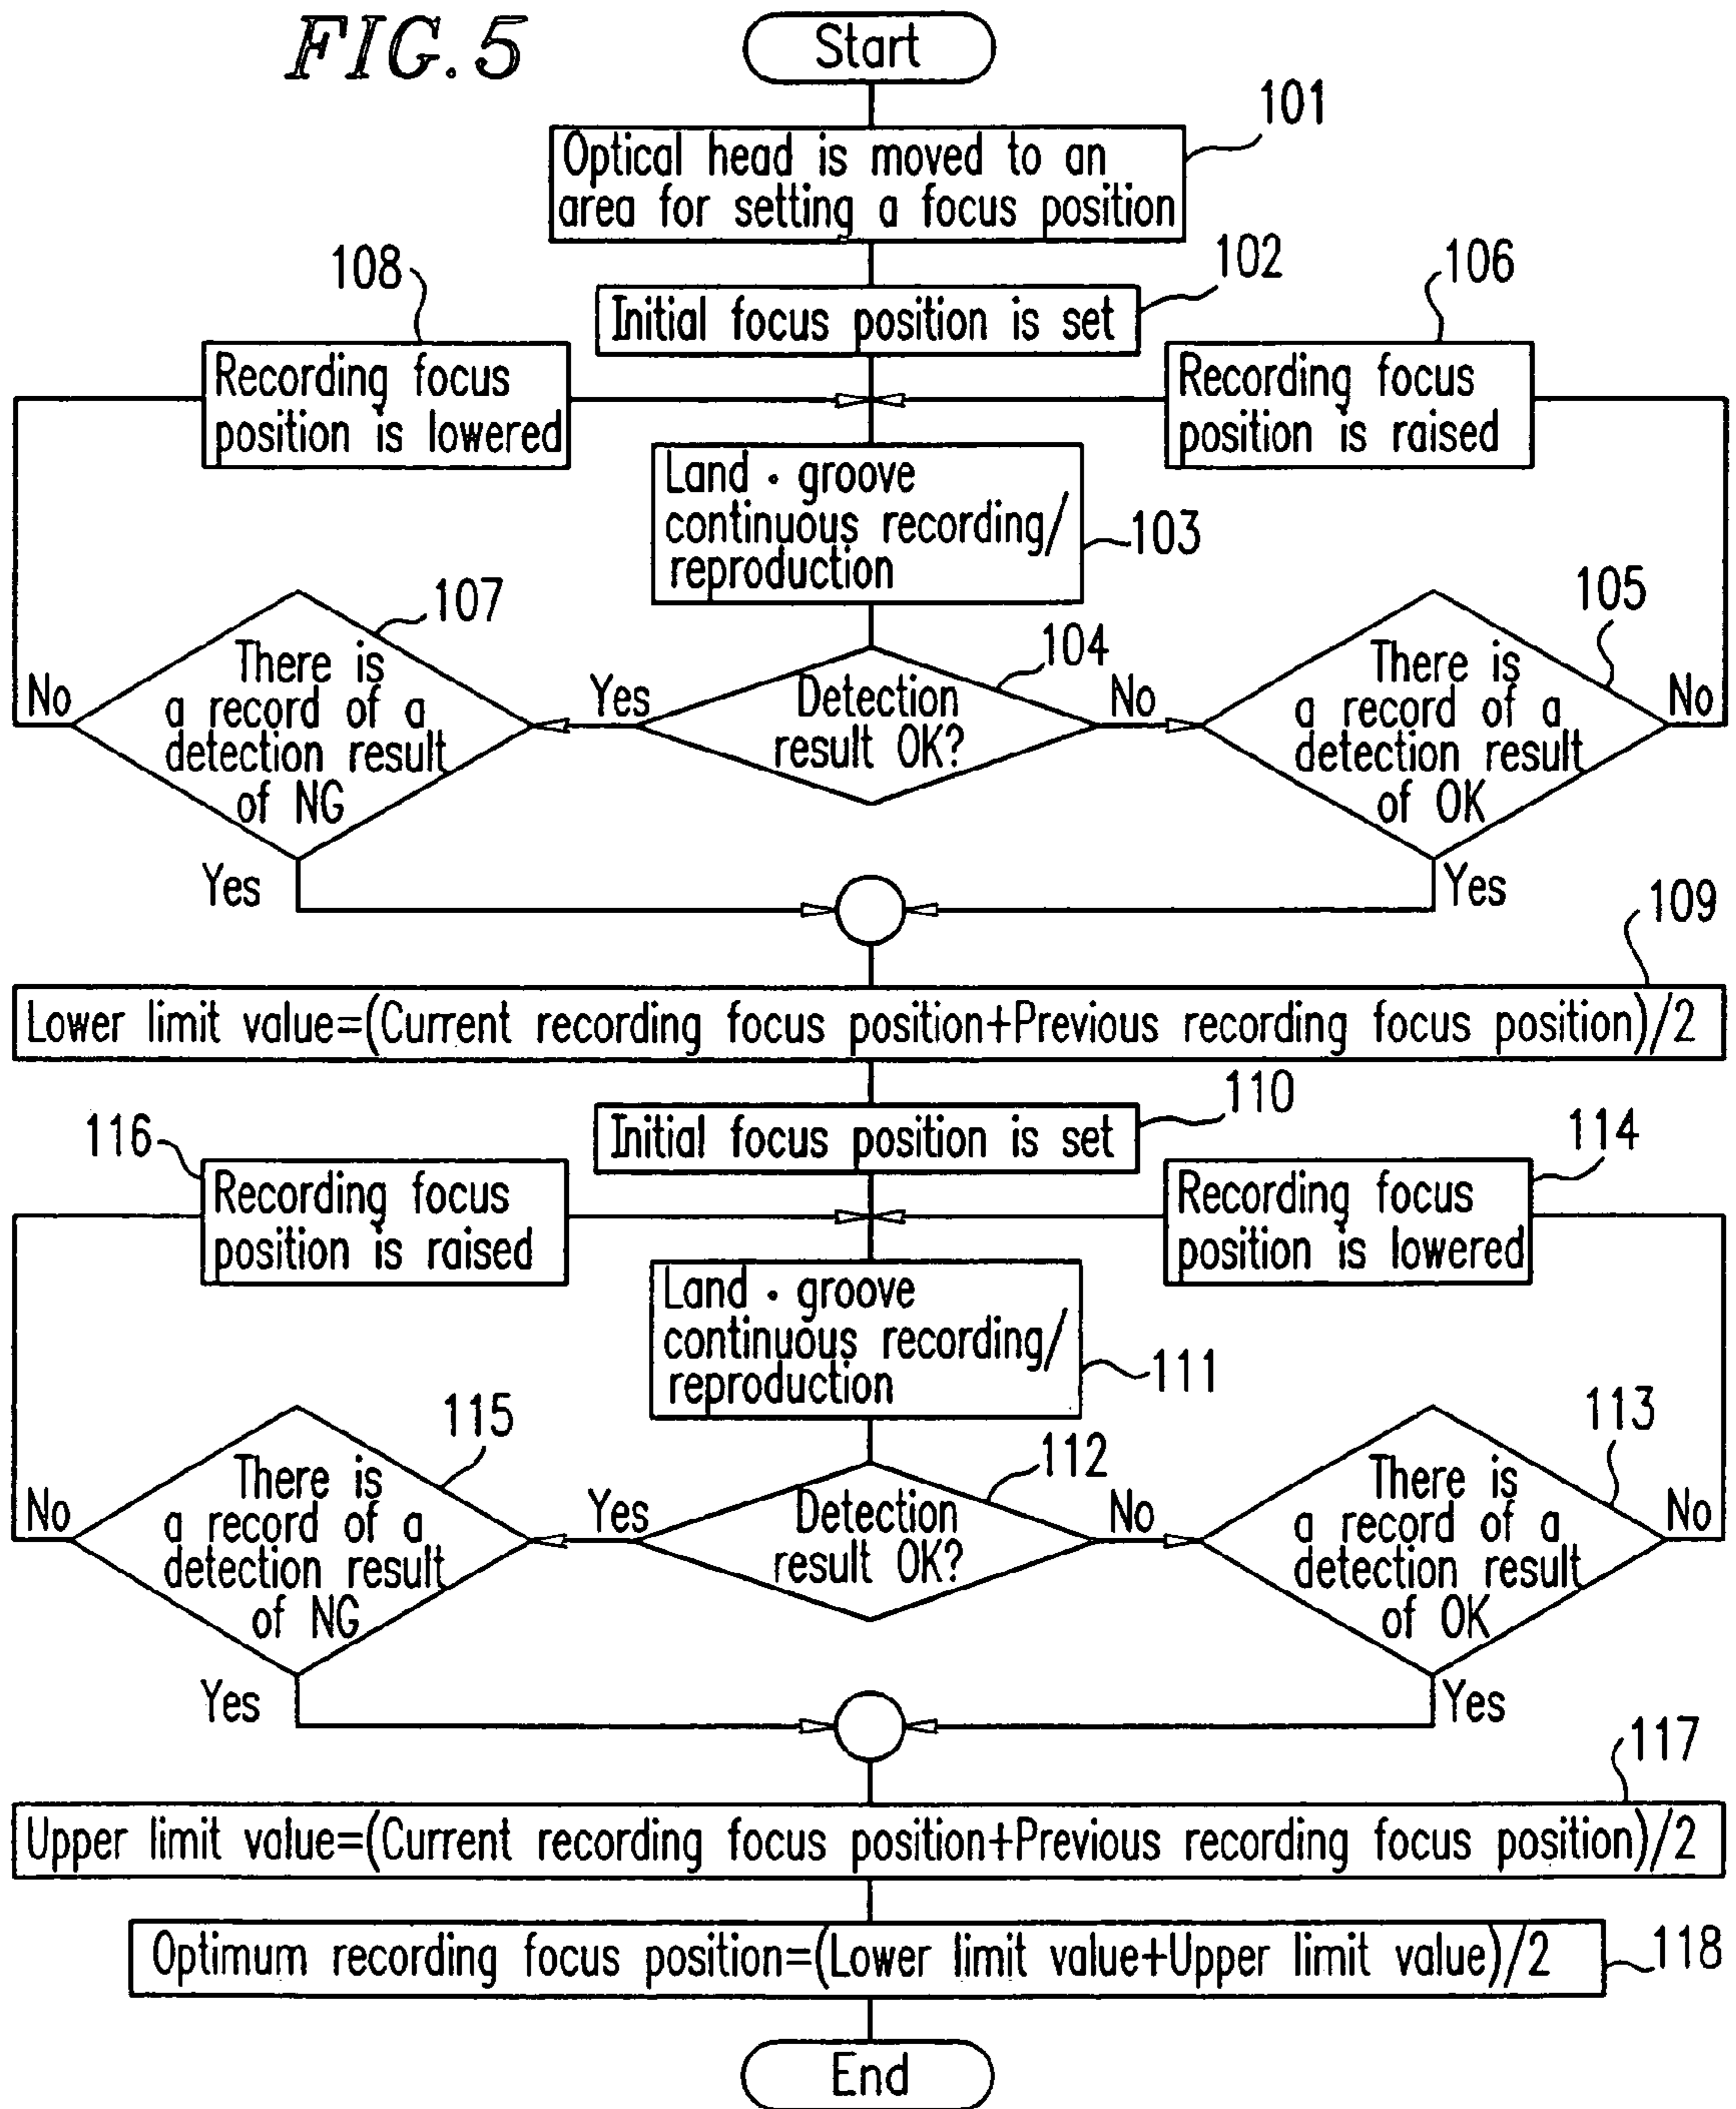 FIG.5
Start
101
Optical head is moved to an
area for setting a focus position
102
Initial focus position is set
108
Recording focus
position is lowered
106
Recording focus
position is raised
Land · groove
continuous recording/
reproduction
103
107
There is
a record of a
detection result
of NG
No
Yes
104
Detection
result OK?
Yes
No
105
There is
a record of a
detection result
of OK
No
Yes
109
Lower limit value=(Current recording focus position+Previous recording focus position)/2
110
Initial focus position is set
116
Recording focus
position is raised
114
Recording focus
position is lowered
Land · groove
continuous recording/
reproduction
111
115
There is
a record of a
detection result
of NG
No
Yes
112
Detection
result OK?
Yes
No
113
There is
a record of a
detection result
of OK
No
Yes
117
Upper limit value=(Current recording focus position+Previous recording focus position)/2
Optimum recording focus position=(Lower limit value+Upper limit value)/2
118
End